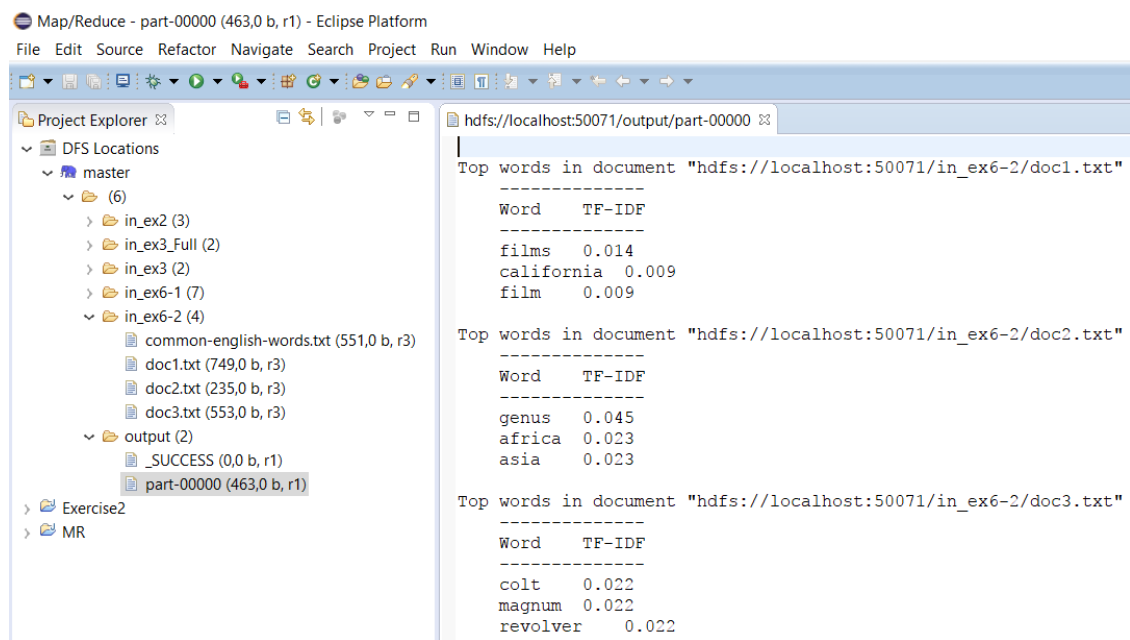 Map/Reduce - part-00000 (463,0 b, r1) - Eclipse Platform
File Edit Source Refactor Navigate Search Project Run Window Help
Project Explorer
DFS Locations
master
(6)
in_ex2 (3)
in_ex3_Full (2)
in_ex3 (2)
in_ex6-1 (7)
in_ex6-2 (4)
common-english-words.txt (551,0 b, r3)
doc1.txt (749,0 b, r3)
doc2.txt (235,0 b, r3)
doc3.txt (553,0 b, r3)
output (2)
_SUCCESS (0,0 b, r1)
part-00000 (463,0 b, r1)
Exercise2
MR
hdfs://localhost:50071/output/part-00000
Top words in document "hdfs://localhost:50071/in_ex6-2/doc1.txt"
--------------
Word TF-IDF
--------------
films 0.014
california 0.009
film 0.009
Top words in document "hdfs://localhost:50071/in_ex6-2/doc2.txt"
--------------
Word TF-IDF
--------------
genus 0.045
africa 0.023
asia 0.023
Top words in document "hdfs://localhost:50071/in_ex6-2/doc3.txt"
--------------
Word TF-IDF
--------------
colt 0.022
magnum 0.022
revolver 0.022